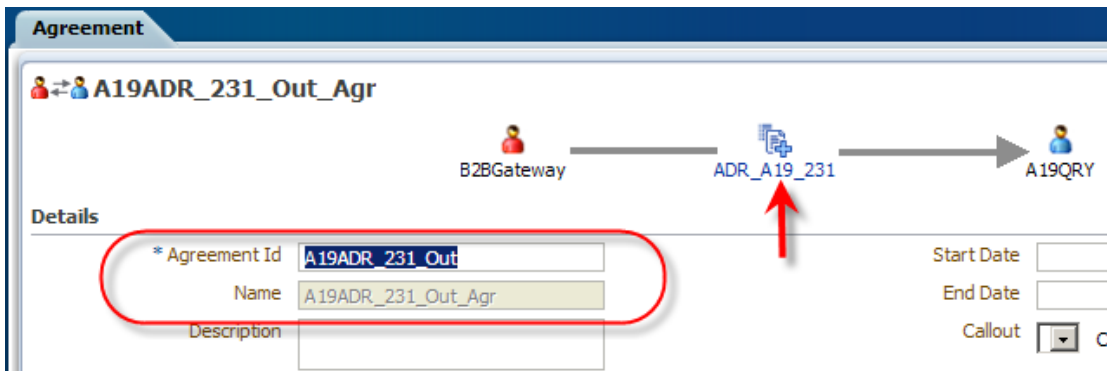 Agreement
A19ADR_231_Out_Agr
B2BGateway ADR_A19_231 A19QRY
Details
* Agreement Id A19ADR_231_Out Start Date
Name A19ADR_231_Out_Agr End Date
Description Callout